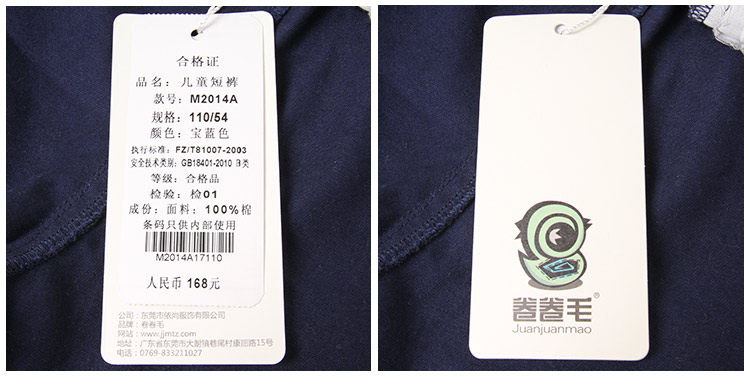 合格证
品名：儿童短裤
款号：M2014A
规格：110/54
颜色：宝蓝色
执行标准：FZ/T81007-2003
安全技术类别：GB18401-2010 B类
等级：合格品
检验：检01
成份：面料：100%棉
条码只供内部使用
M2014A17110
人民币 168元
公司：东莞市依尚服饰有限公司
品牌：卷卷毛
网站：www.jjmtz.com
地址：广东省东莞市大朗镇巷尾村康田路15号
电话：0769-833211027
卷卷毛®
Juanjuanmao